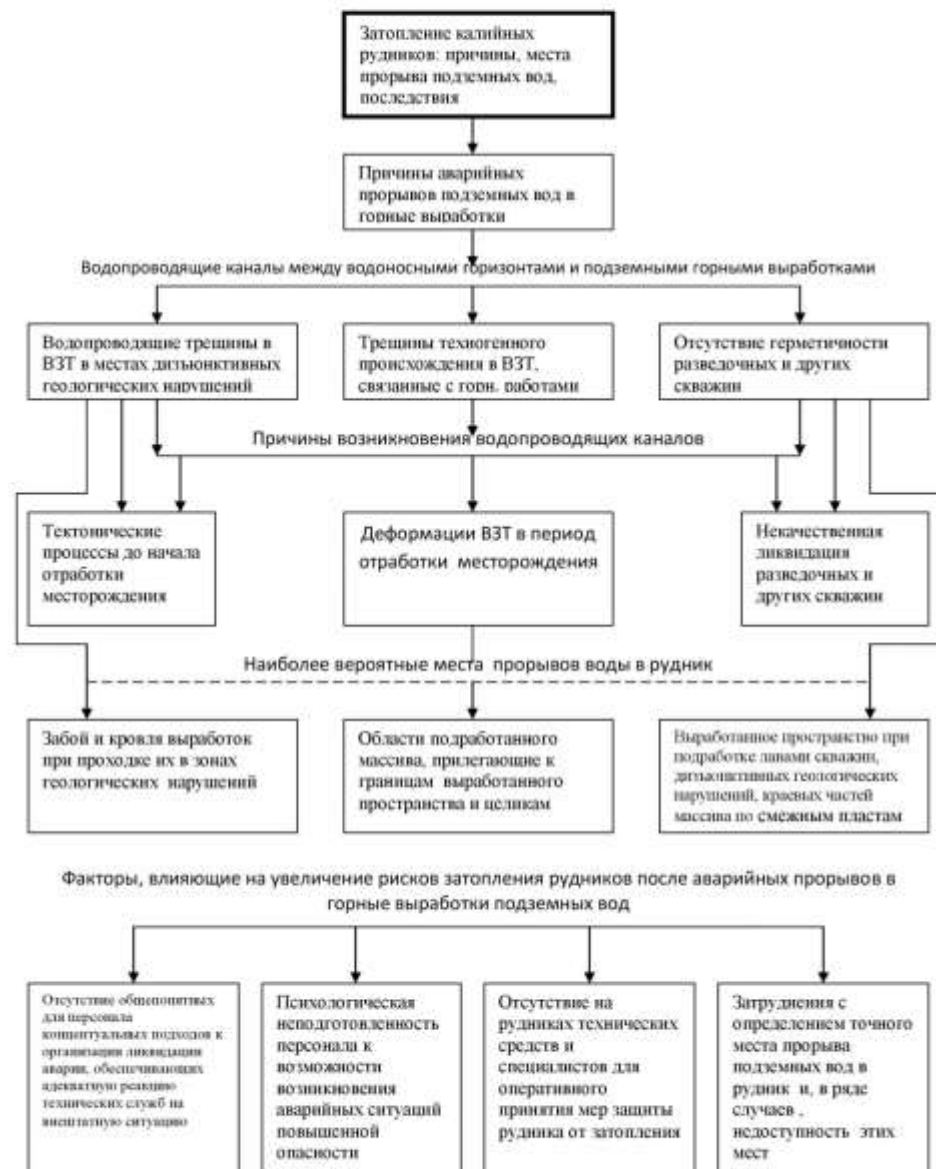 Затопление калийных
рудников: причины, места
прорыва подземных вод,
последствия
Причины аварийных
прорывов подземных вод в
горные выработки
Водопроводящие каналы между водоносными горизонтами и подземными горными выработками
Водопроводящие трещины в
ВЗТ в местах дизъюнктивных
геологических нарушений
Трещины техногенного
происхождения в ВЗТ,
связанные с горн. работами
Отсутствие герметичности
разведочных и других
скважин
Причины возникновения водопроводящих каналов
Тектонические
процессы до начала
отработки
месторождения
Деформации ВЗТ в период
отработки месторождения
Некачественная
ликвидация
разведочных и
других скважин
Наиболее вероятные места прорывов воды в рудник
Забой и кровля выработок
при проходке их в зонах
геологических нарушений
Области подработанного
массива, прилегающие к
границам выработанного
пространства и целикам
Выработанное пространство при
подработке лавами скважин,
дизъюнктивных геологических
нарушений, краевых частей
массива по смежным пластам
Факторы, влияющие на увеличение рисков затопления рудников после аварийных прорывов в
горные выработки подземных вод
Отсутствие общепонятных
для персонала
концептуальных подходов к
организации ликвидации
аварии, обеспечивающих
адекватную реакцию
технических служб на
внештатную ситуацию
Психологическая
неподготовленность
персонала к
возможности
возникновения
аварийных ситуаций
повышенной
опасности
Отсутствие на
рудниках технических
средств и
специалистов для
оперативного
принятия мер защиты
рудника от затопления
Затруднения с
определением точного
места прорыва
подземных вод в
рудник и, в ряде
случаев ,
недоступность этих
мест